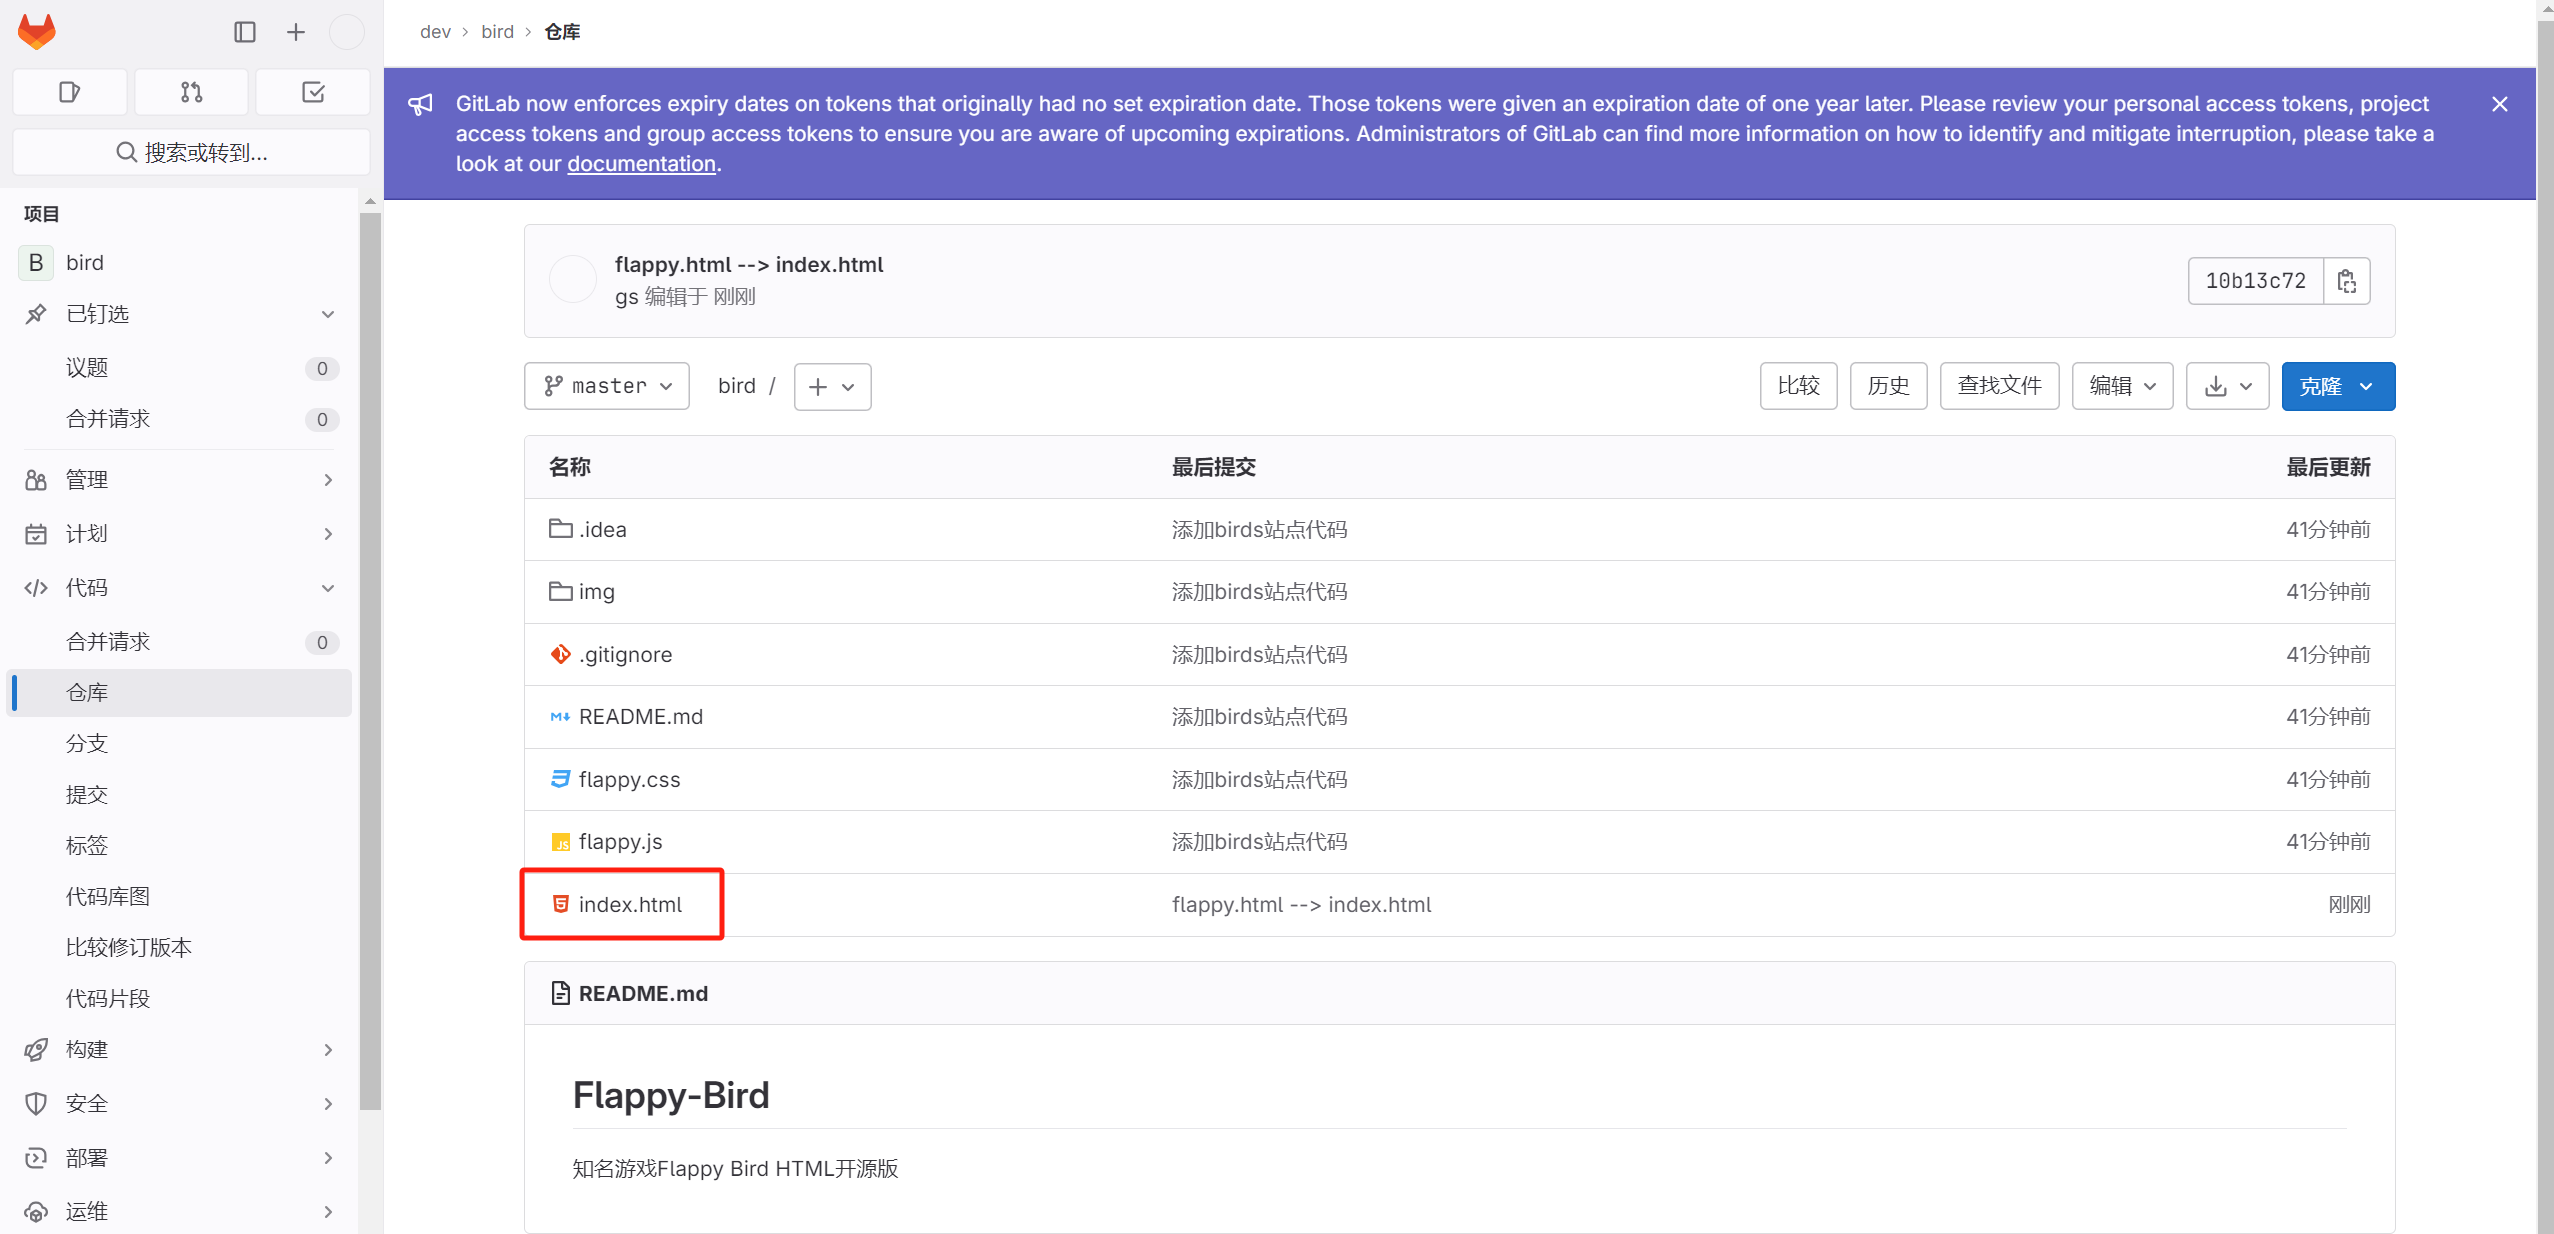 dev › bird › 仓库
GitLab now enforces expiry dates on tokens that originally had no set expiration date. Those tokens were given an expiration date of one year later. Please review your personal access tokens, project
access tokens and group access tokens to ensure you are aware of upcoming expirations. Administrators of GitLab can find more information on how to identify and mitigate interruption, please take a
look at our documentation.
搜索或转到...
项目
B bird
已钉选
议题 0
合并请求 0
管理
计划
代码
合并请求 0
仓库
分支
提交
标签
代码库图
比较修订版本
代码片段
构建
安全
部署
运维
flappy.html --> index.html
gs 编辑于 刚刚
10b13c72
master bird / 比较 历史 查找文件 编辑 克隆
名称 最后提交 最后更新
.idea 添加birds站点代码 41分钟前
img 添加birds站点代码 41分钟前
.gitignore 添加birds站点代码 41分钟前
README.md 添加birds站点代码 41分钟前
flappy.css 添加birds站点代码 41分钟前
flappy.js 添加birds站点代码 41分钟前
index.html flappy.html --> index.html 刚刚
README.md
Flappy-Bird
知名游戏Flappy Bird HTML开源版